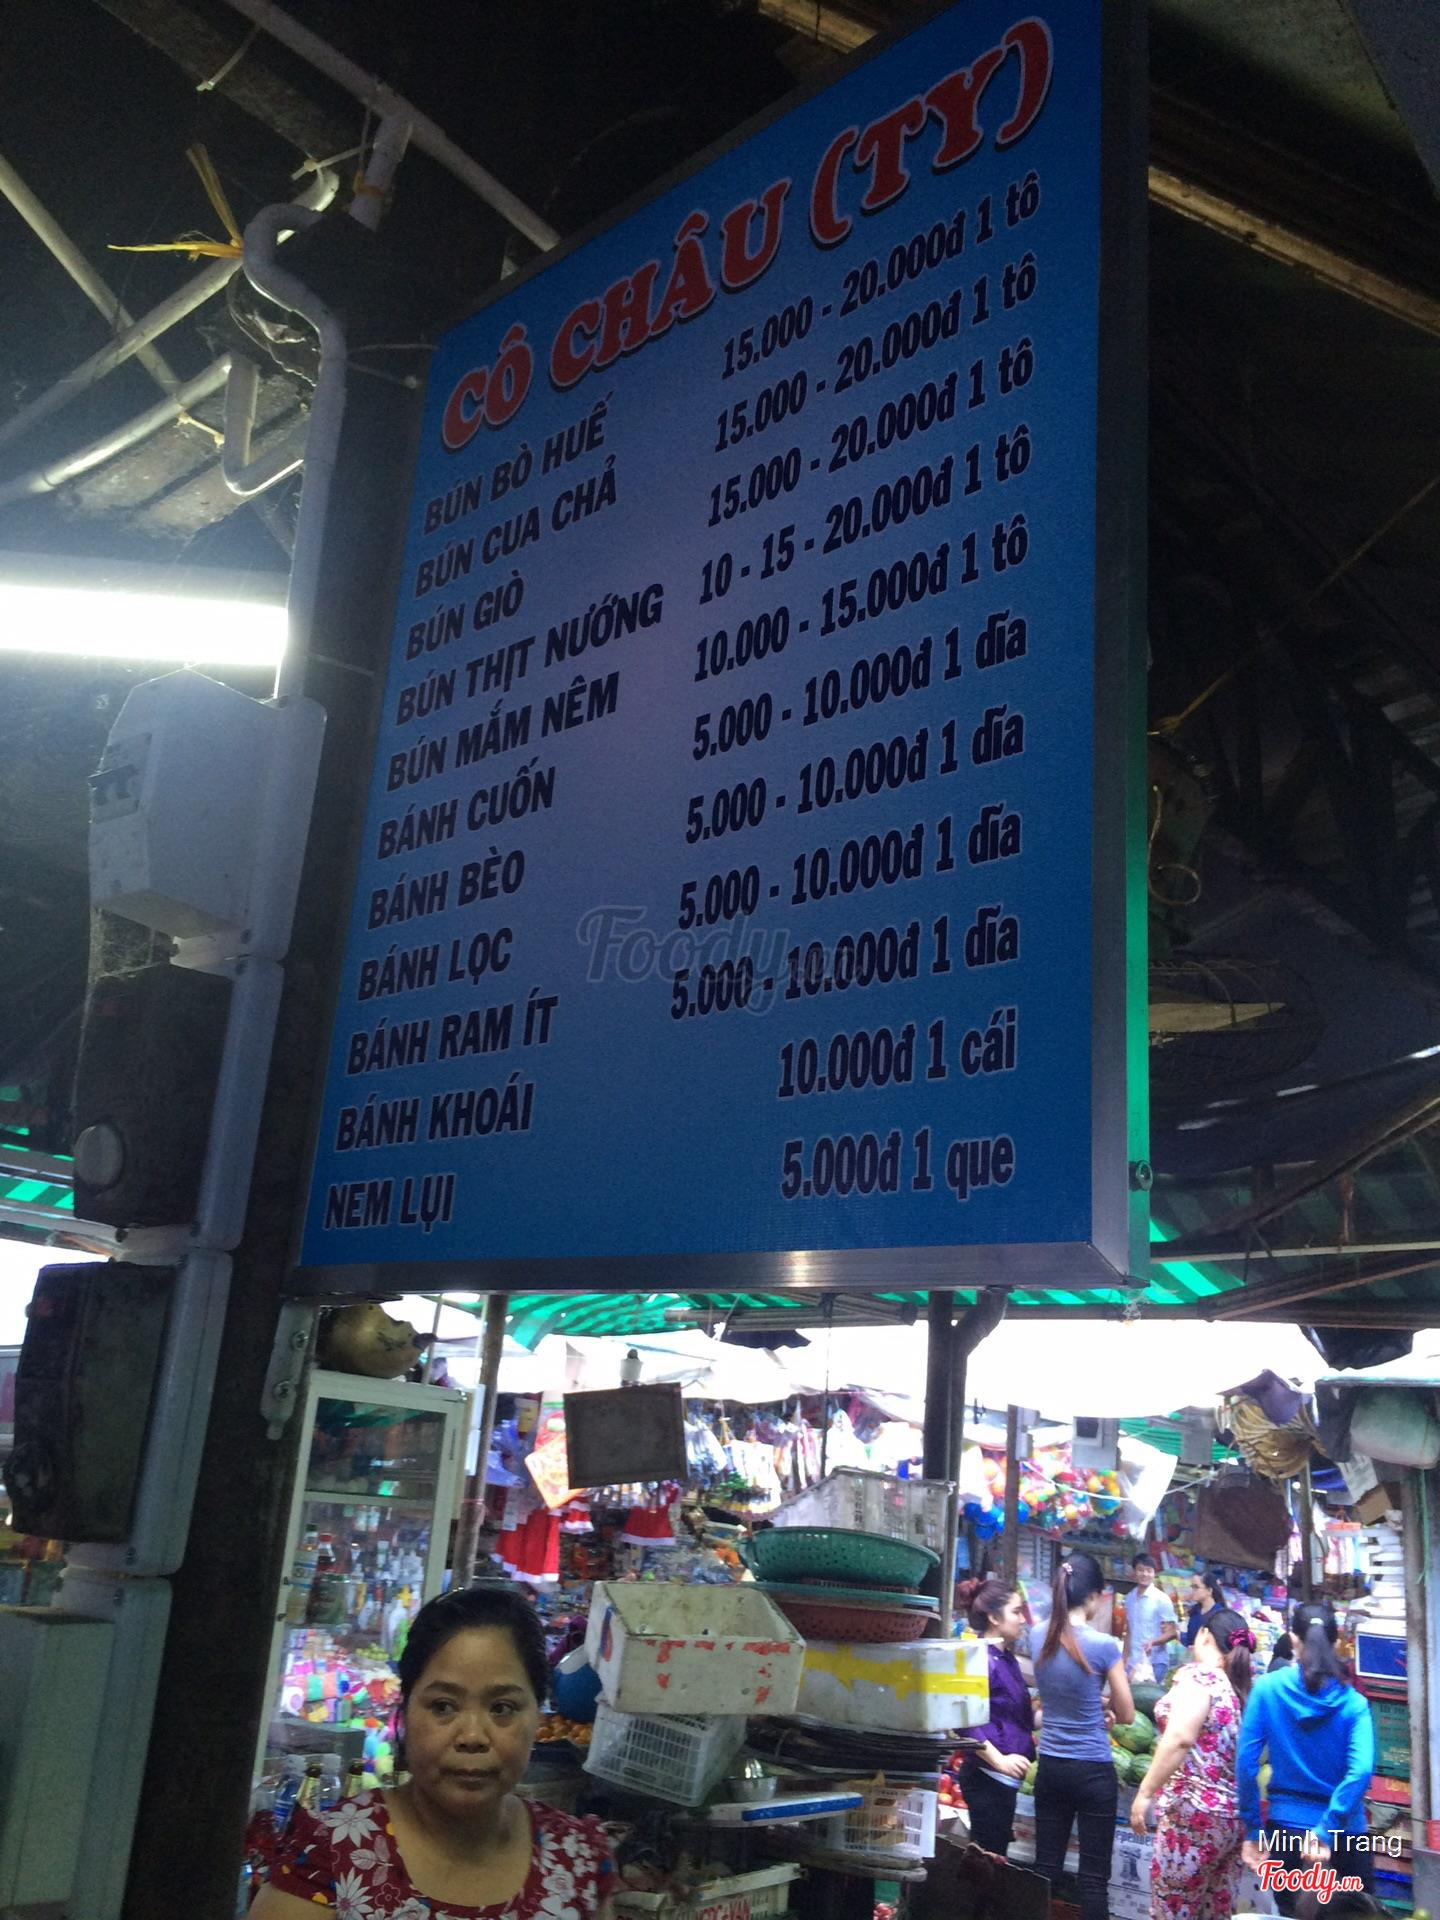 CÔ CHÂU (TY)
BÚN BÒ HUẾ 15.000 - 20.000đ 1 tô
BÚN CUA CHẢ 15.000 - 20.000đ 1 tô
BÚN GIÒ 15.000 - 20.000đ 1 tô
BÚN THỊT NƯỚNG 10 - 15 - 20.000đ 1 tô
BÚN MẮM NÊM 10.000 - 15.000đ 1 tô
BÁNH CUỐN 5.000 - 10.000đ 1 dĩa
BÁNH BÈO 5.000 - 10.000đ 1 dĩa
BÁNH LỌC 5.000 - 10.000đ 1 dĩa
BÁNH RAM ÍT 5.000 - 10.000đ 1 dĩa
BÁNH KHOÁI 10.000đ 1 cái
NEM LỤI 5.000đ 1 que
Foody.vn
Minh Trang
Foody.vn